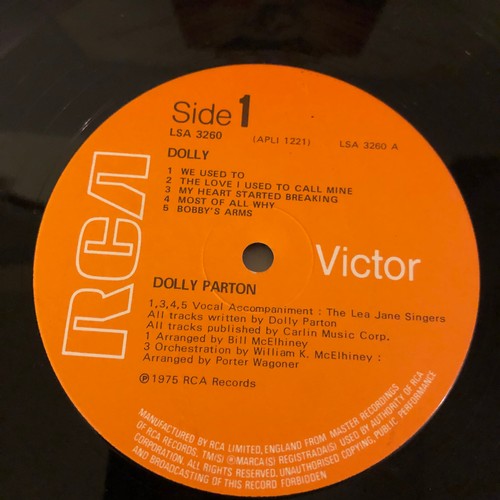 Side 1
LSA 3260 (APLI 1221) LSA 3260 A
DOLLY
1 WE USED TO
2 THE LOVE I USED TO CALL MINE
3 MY HEART STARTED BREAKING
4 MOST OF ALL WHY
5 BOBBY'S ARMS
RCA
Victor
DOLLY PARTON
1,3,4,5 Vocal Accompaniment : The Lea Jane Singers
All tracks written by Dolly Parton
All tracks published by Carlin Music Corp.
1 Arranged by Bill McElhiney
3 Orchestration by William K. McElhiney :
Arranged by Porter Wagoner
℗ 1975 RCA Records
MANUFACTURED BY RCA LIMITED, ENGLAND FROM MASTER RECORDINGS
OF RCA RECORDS. TM(S) ® MARCA(S) REGISTRADA(S) USED BY AUTHORITY OF RCA
CORPORATION. ALL RIGHTS RESERVED. UNAUTHORISED COPYING, PUBLIC PERFORMANCE
AND BROADCASTING OF THIS RECORD FORBIDDEN